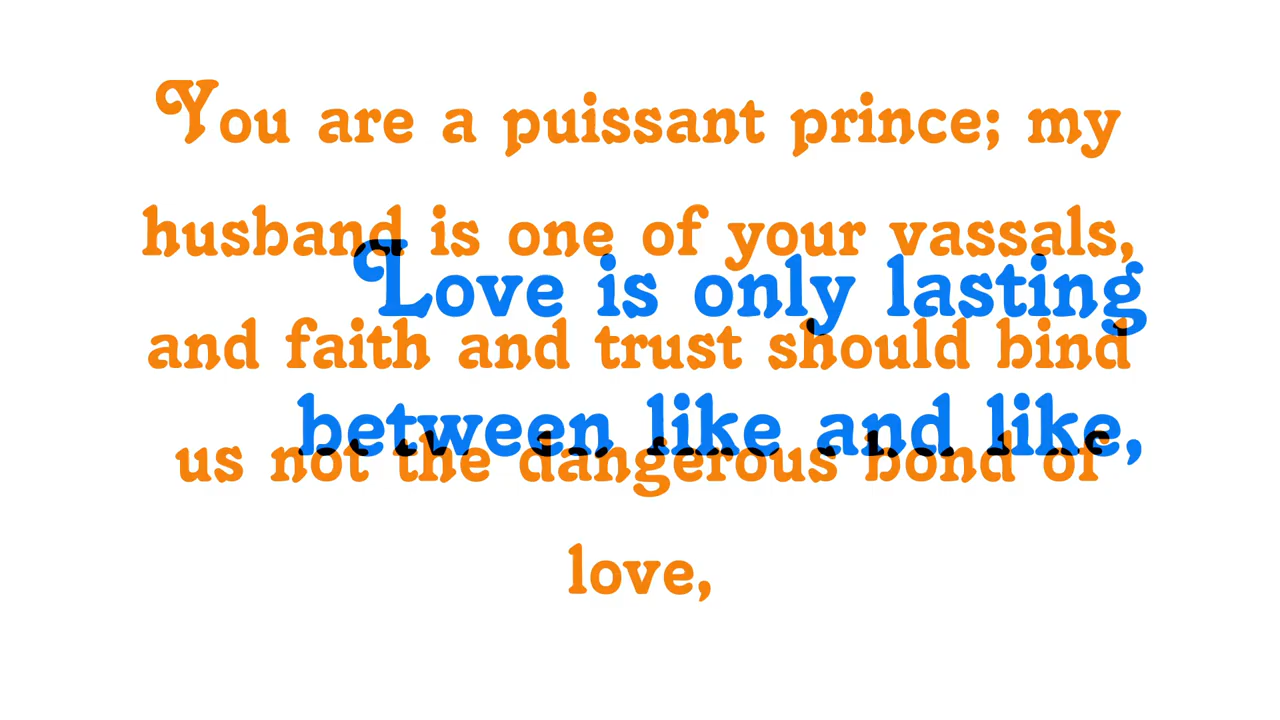 You are a puissant prince; my
husband is one of your vassals,
and faith and trust should bind
us not the dangerous bond of
love,
Love is only lasting
between like and like,